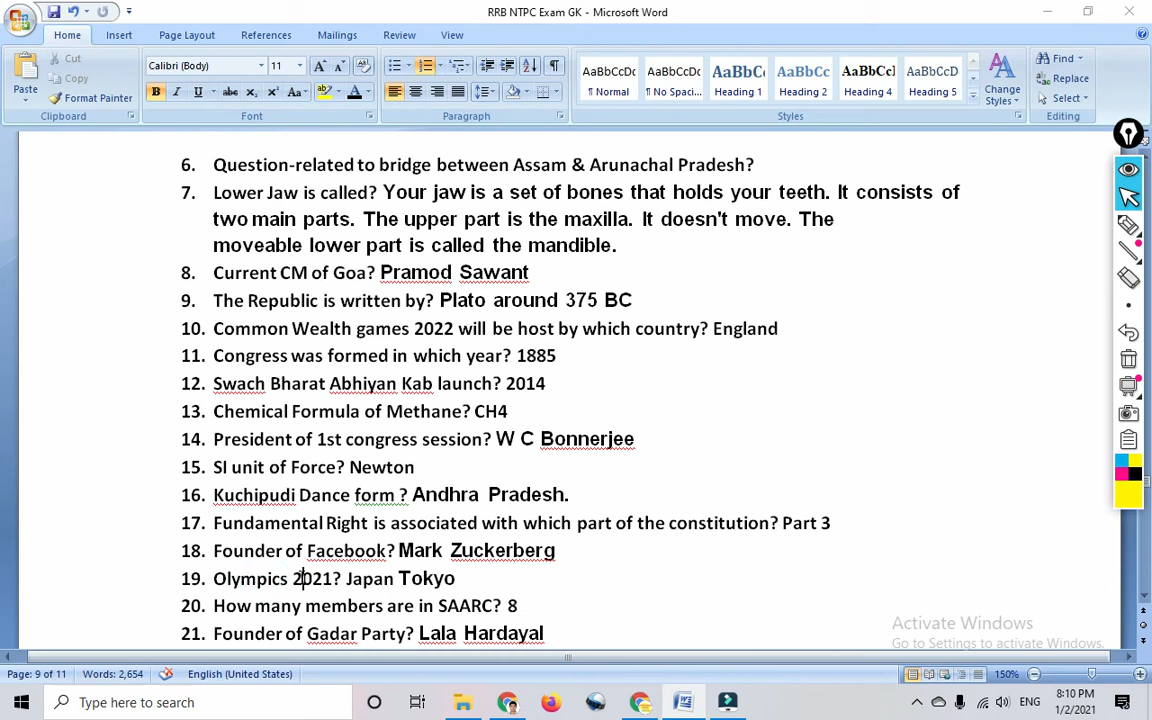 RRB NTPC Exam GK - Microsoft Word
Home Insert Page Layout References Mailings Review View
Paste
Cut
Copy
Format Painter
Clipboard
Calibri (Body) 11
Font
Paragraph
AaBbCcDc AaBbCcDc AaBbC AaBbCc AaBbCcI AaBbCcD
¶ Normal ¶ No Spaci... Heading 1 Heading 2 Heading 4 Heading 5
Styles
Change Styles
Find
Replace
Select
Editing
6. Question-related to bridge between Assam & Arunachal Pradesh?
7. Lower Jaw is called? Your jaw is a set of bones that holds your teeth. It consists of
two main parts. The upper part is the maxilla. It doesn't move. The
moveable lower part is called the mandible.
8. Current CM of Goa? Pramod Sawant
9. The Republic is written by? Plato around 375 BC
10. Common Wealth games 2022 will be host by which country? England
11. Congress was formed in which year? 1885
12. Swach Bharat Abhiyan Kab launch? 2014
13. Chemical Formula of Methane? CH4
14. President of 1st congress session? W C Bonnerjee
15. SI unit of Force? Newton
16. Kuchipudi Dance form ? Andhra Pradesh.
17. Fundamental Right is associated with which part of the constitution? Part 3
18. Founder of Facebook? Mark Zuckerberg
19. Olympics 2021? Japan Tokyo
20. How many members are in SAARC? 8
21. Founder of Gadar Party? Lala Hardayal
Activate Windows
Go to Settings to activate Windows.
Page: 9 of 11 Words: 2,654 English (United States) 150%
Type here to search
ENG
8:10 PM
1/2/2021